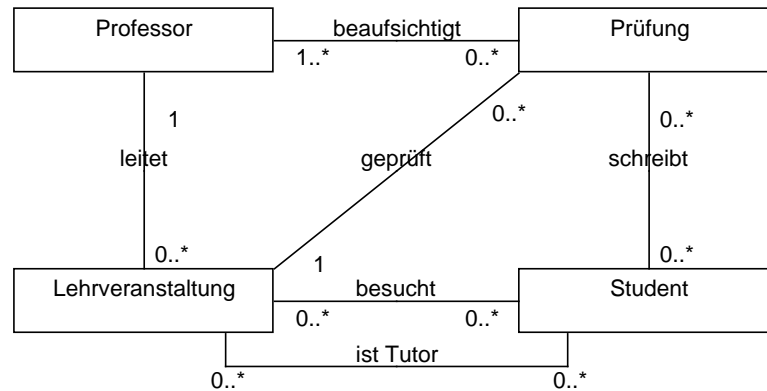 Professor
beaufsichtigt
Prüfung
1..*
0..*
1
0..*
0..*
leitet
geprüft
schreibt
0..*
1
0..*
Lehrveranstaltung
besucht
Student
0..*
0..*
ist Tutor
0..*
0..*